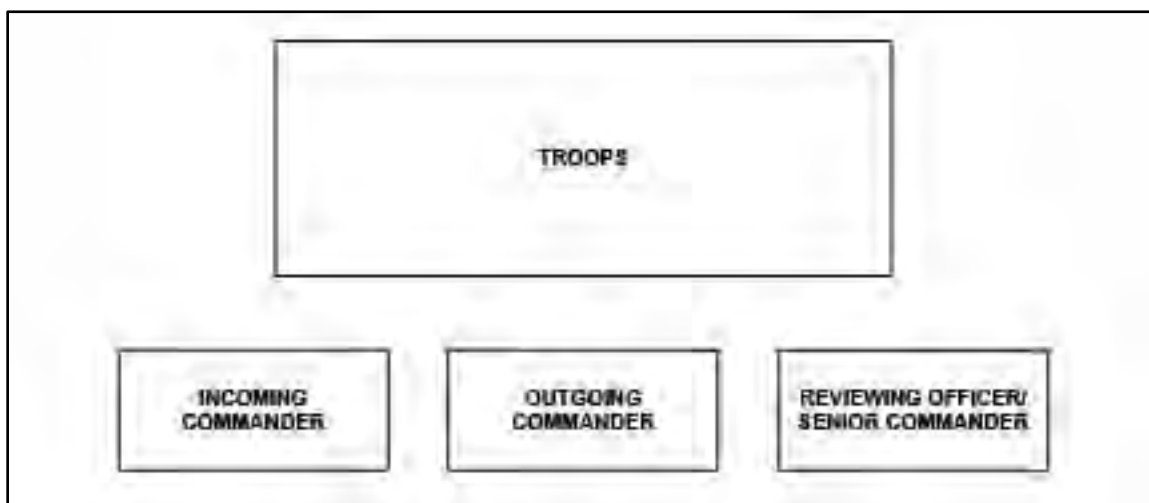 TROOPS
INCOMING
COMMANDER
OUTGOING
COMMANDER
REVIEWING OFFICER/
SENIOR COMMANDER